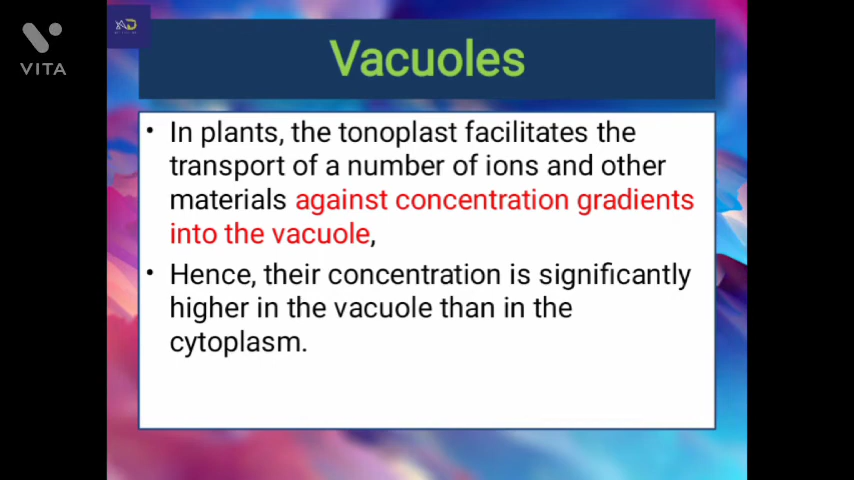 VITA
Vacuoles
• In plants, the tonoplast facilitates the
transport of a number of ions and other
materials against concentration gradients
into the vacuole,
• Hence, their concentration is significantly
higher in the vacuole than in the
cytoplasm.